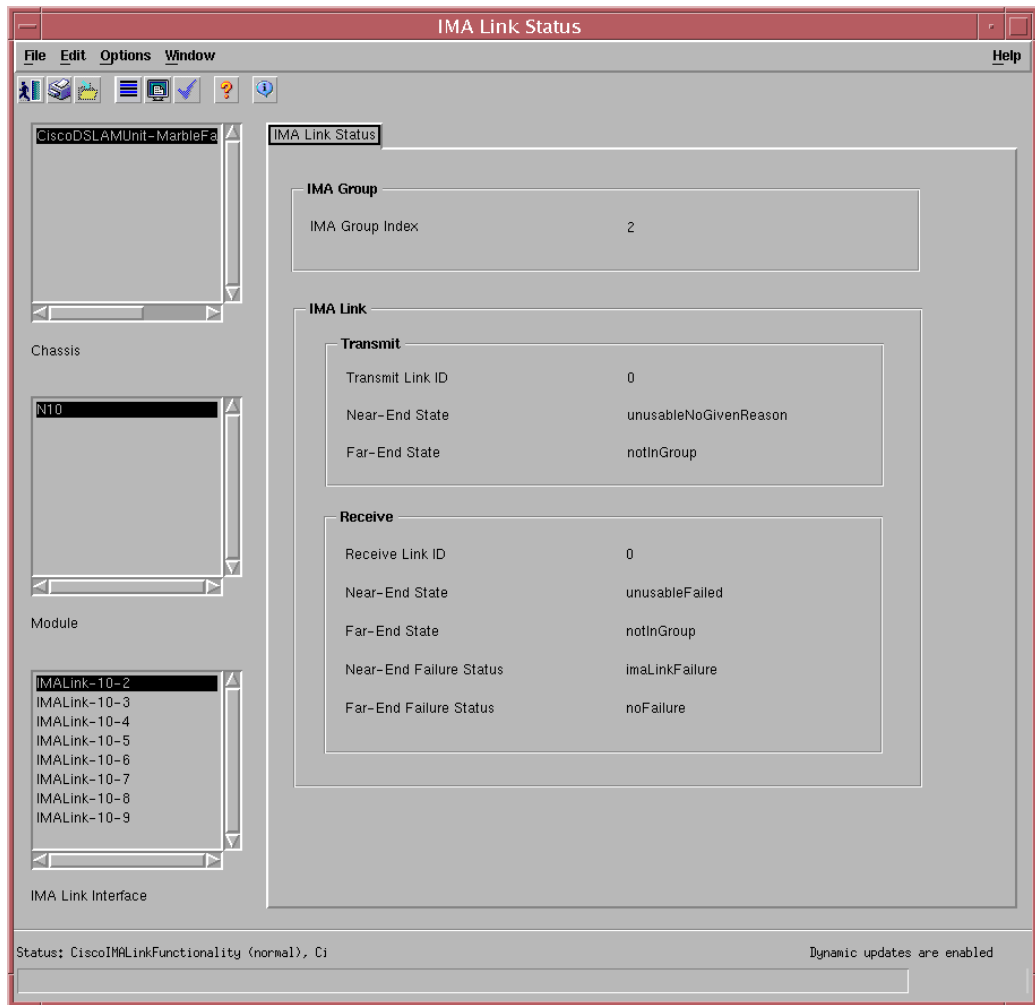 IMA Link Status
File Edit Options Window Help
CiscoDSLAMUnit-MarbleFa
Chassis
N10
Module
IMALink-10-2
IMALink-10-3
IMALink-10-4
IMALink-10-5
IMALink-10-6
IMALink-10-7
IMALink-10-8
IMALink-10-9
IMA Link Interface
IMA Link Status
IMA Group
IMA Group Index 2
IMA Link
Transmit
Transmit Link ID 0
Near-End State unusableNoGivenReason
Far-End State notInGroup
Receive
Receive Link ID 0
Near-End State unusableFailed
Far-End State notInGroup
Near-End Failure Status imaLinkFailure
Far-End Failure Status noFailure
Status: CiscoIMALinkFunctionality (normal), Ci Dynamic updates are enabled